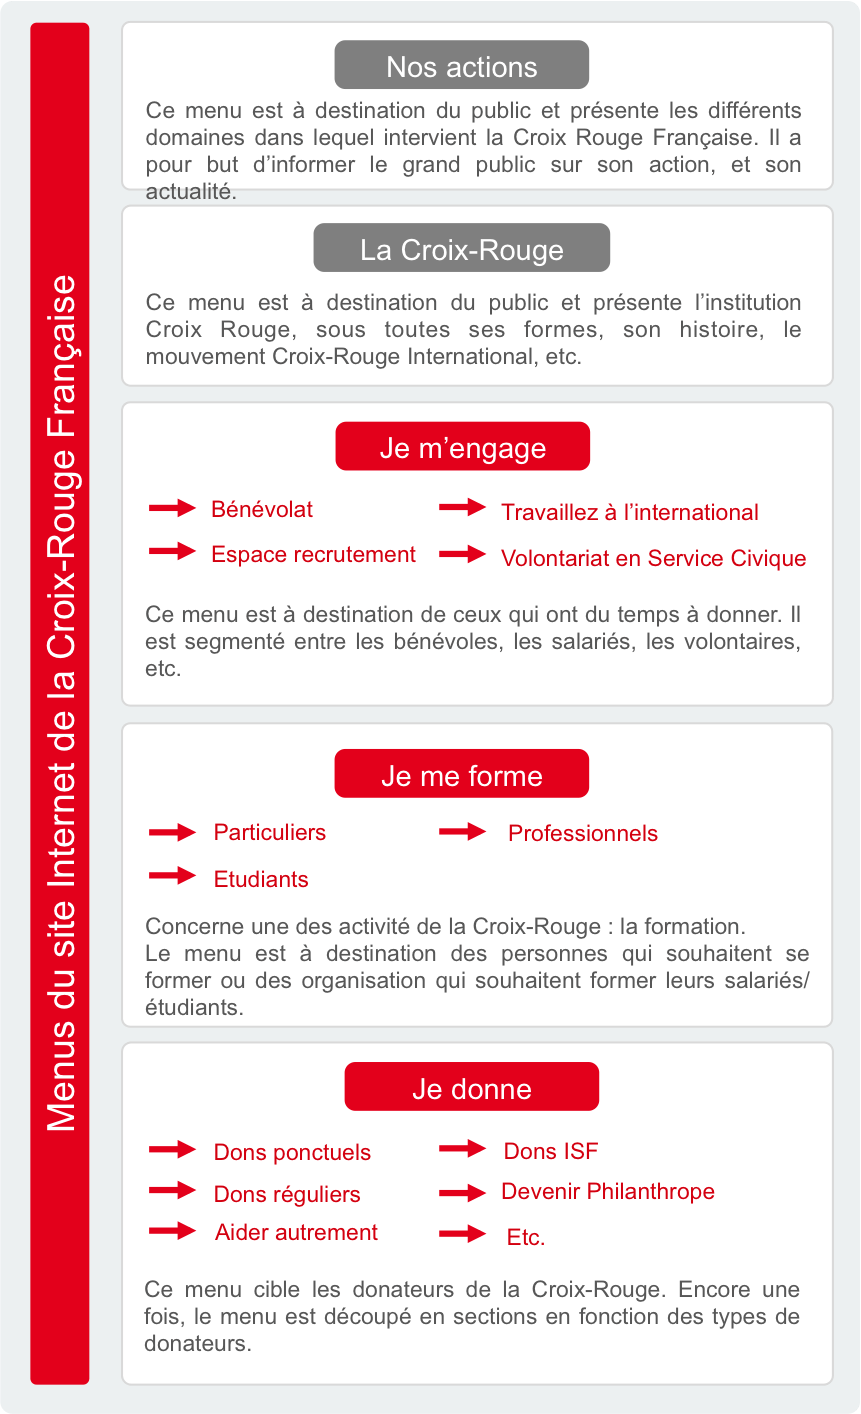 Menus du site Internet de la Croix-Rouge Française
Nos actions
Ce menu est à destination du public et présente les différents
domaines dans lequel intervient la Croix Rouge Française. Il a
pour but d’informer le grand public sur son action, et son
actualité.
La Croix-Rouge
Ce menu est à destination du public et présente l’institution
Croix Rouge, sous toutes ses formes, son histoire, le
mouvement Croix-Rouge International, etc.
Je m’engage
Bénévolat
Travaillez à l’international
Espace recrutement
Volontariat en Service Civique
Ce menu est à destination de ceux qui ont du temps à donner. Il
est segmenté entre les bénévoles, les salariés, les volontaires,
etc.
Je me forme
Particuliers
Professionnels
Etudiants
Concerne une des activité de la Croix-Rouge : la formation.
Le menu est à destination des personnes qui souhaitent se
former ou des organisation qui souhaitent former leurs salariés/
étudiants.
Je donne
Dons ponctuels
Dons ISF
Dons réguliers
Devenir Philanthrope
Aider autrement
Etc.
Ce menu cible les donateurs de la Croix-Rouge. Encore une
fois, le menu est découpé en sections en fonction des types de
donateurs.